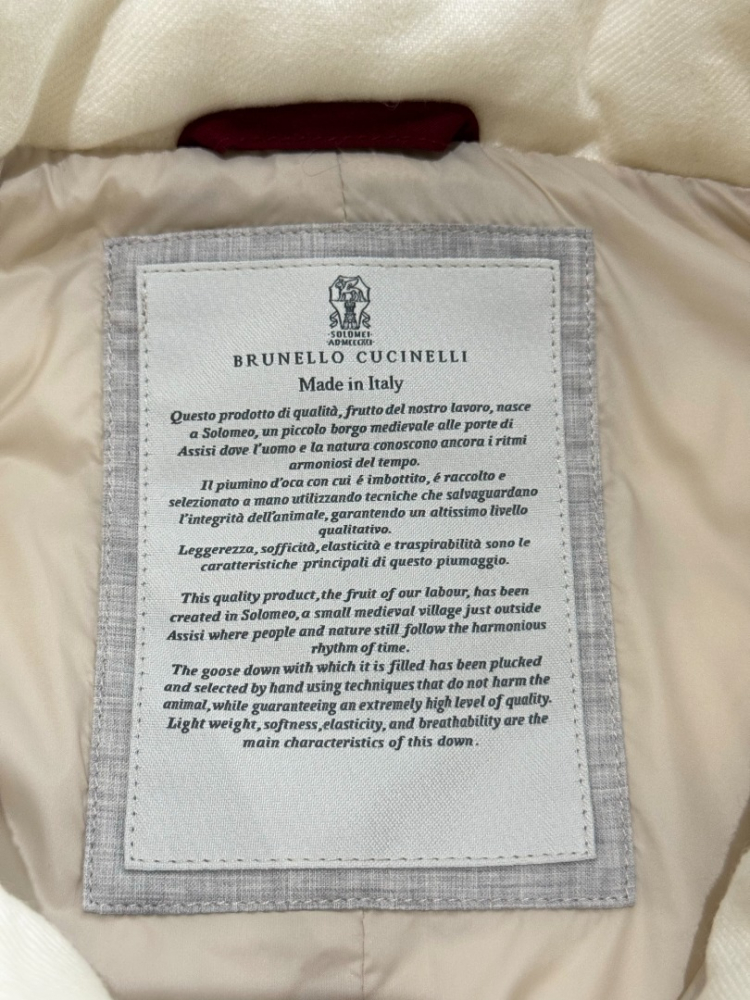 ·SOLOMEI·
BRUNELLO CUCINELLI
Made in Italy
Questo prodotto di qualità, frutto del nostro lavoro, nasce
a Solomeo, un piccolo borgo medievale alle porte di
Assisi dove l'uomo e la natura conoscono ancora i ritmi
armoniosi del tempo.
Il piumino d'oca con cui é imbottito, é raccolto e
selezionato a mano utilizzando tecniche che salvaguardano
l'integrità dell'animale, garantendo un altissimo livello
qualitativo.
Leggerezza, sofficità, elasticità e traspirabilità sono le
caratteristiche principali di questo piumaggio.
This quality product, the fruit of our labour, has been
created in Solomeo, a small medieval village just outside
Assisi where people and nature still follow the harmonious
rhythm of time.
The goose down with which it is filled has been plucked
and selected by hand using techniques that do not harm the
animal, while guaranteeing an extremely high level of quality.
Light weight, softness, elasticity, and breathability are the
main characteristics of this down.